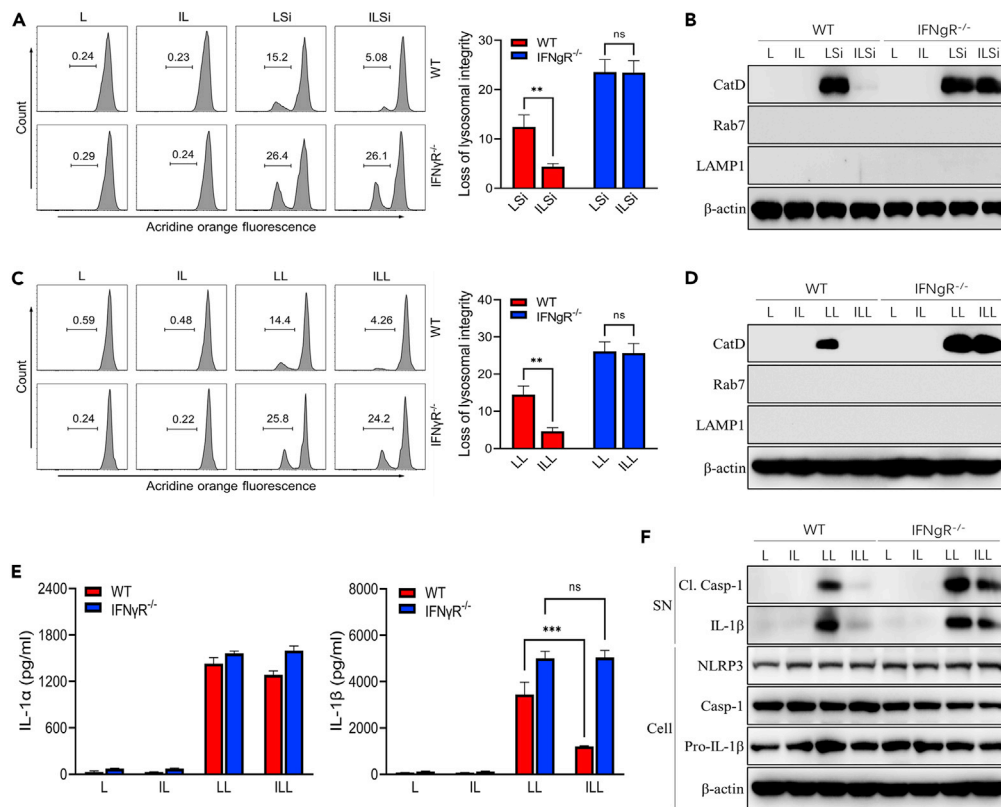 A
L IL LSi ILSi
0.24 0.23 15.2 5.08
WT
0.29 0.24 26.4 26.1
IFNγR-/-
Count
Acridine orange fluorescence
WT
IFNgR-/-
Loss of lysosomal integrity
30
20
10
0
** ns
LSi ILSi LSi ILSi
B
WT IFNgR-/-
L IL LSi ILSi L IL LSi ILSi
CatD
Rab7
LAMP1
β-actin
C
L IL LL ILL
0.59 0.48 14.4 4.26
WT
0.24 0.22 25.8 24.2
IFNγR-/-
Count
Acridine orange fluorescence
WT
IFNgR-/-
Loss of lysosomal integrity
40
30
20
10
0
** ns
LL ILL LL ILL
D
WT IFNgR-/-
L IL LL ILL L IL LL ILL
CatD
Rab7
LAMP1
β-actin
E
WT
IFNγR-/-
IL-1α (pg/ml)
2400
1800
1200
600
0
L IL LL ILL
WT
IFNγR-/-
IL-1β (pg/ml)
8000
6000
4000
2000
0
ns
***
L IL LL ILL
F
WT IFNgR-/-
L IL LL ILL L IL LL ILL
SN
Cl. Casp-1
IL-1β
Cell
NLRP3
Casp-1
Pro-IL-1β
β-actin